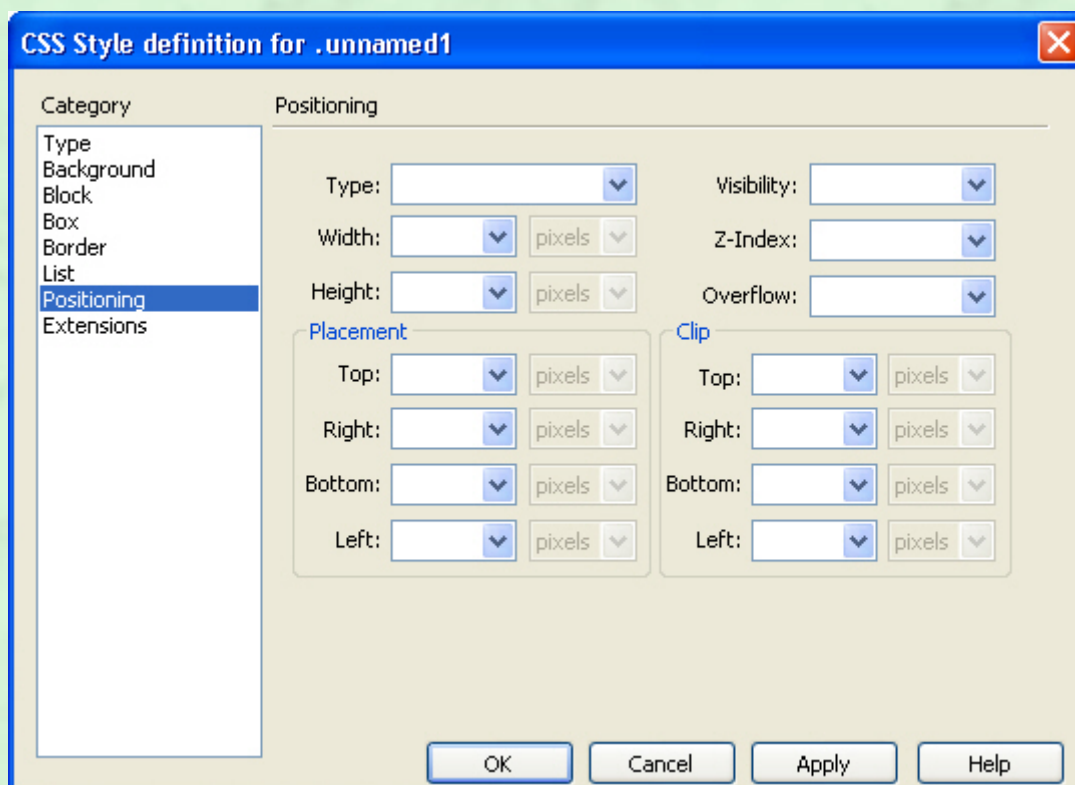 CSS Style definition for .unnamed1
Category
Type
Background
Block
Box
Border
List
Positioning
Extensions
Positioning
Type:
Visibility:
Width: pixels
Z-Index:
Height: pixels
Overflow:
Placement
Top: pixels
Right: pixels
Bottom: pixels
Left: pixels
Clip
Top: pixels
Right: pixels
Bottom: pixels
Left: pixels
OK
Cancel
Apply
Help